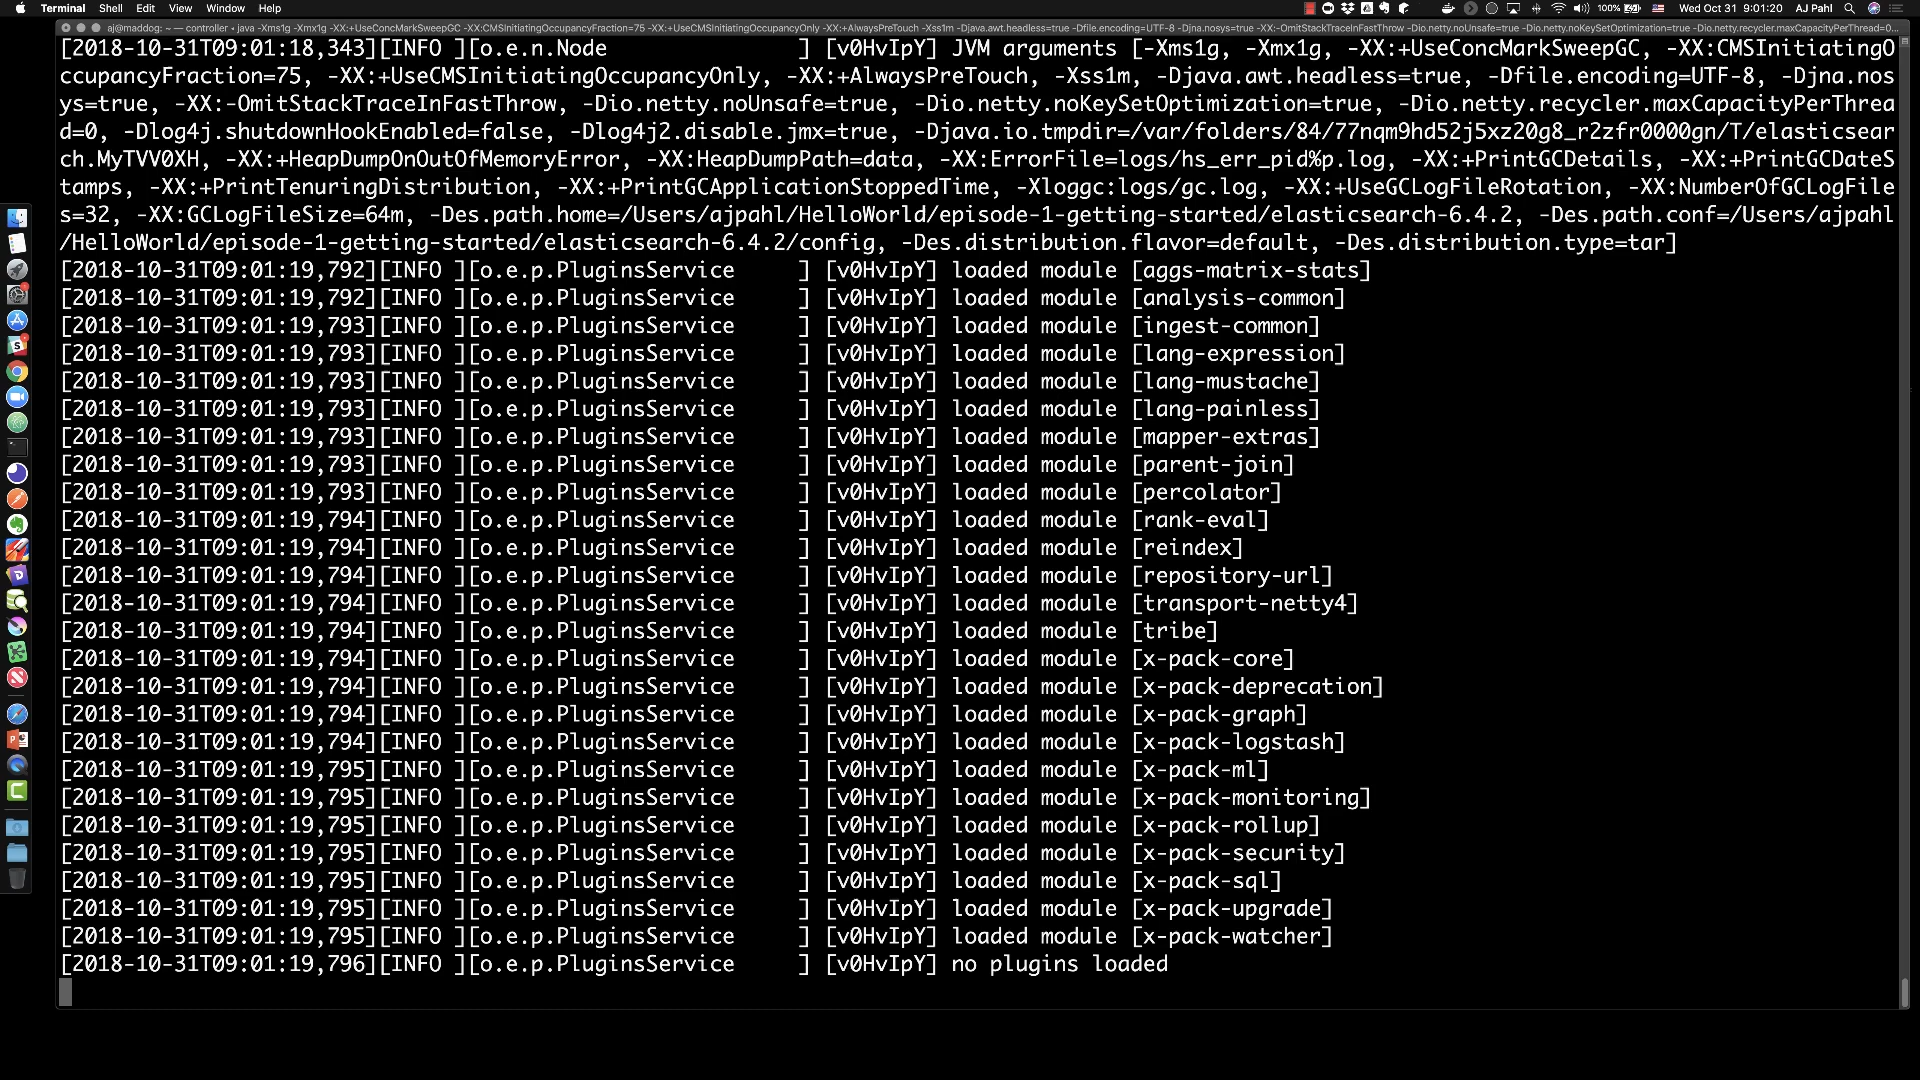 Terminal Shell Edit View Window Help 100% Wed Oct 31 9:01:20 AJ Pahl
aj@maddog: ~ — controller • java -Xms1g -Xmx1g -XX:+UseConcMarkSweepGC -XX:CMSInitiatingOccupancyFraction=75 -XX:+UseCMSInitiatingOccupancyOnly -XX:+AlwaysPreTouch -Xss1m -Djava.awt.headless=true -Dfile.encoding=UTF-8 -Djna.nosys=true -XX:-OmitStackTraceInFastThrow -Dio.netty.noUnsafe=true -Dio.netty.noKeySetOptimization=true -Dio.netty.recycler.maxCapacityPerThread=0...
[2018-10-31T09:01:18,343][INFO ][o.e.n.Node               ] [v0HvIpY] JVM arguments [-Xms1g, -Xmx1g, -XX:+UseConcMarkSweepGC, -XX:CMSInitiatingO
ccupancyFraction=75, -XX:+UseCMSInitiatingOccupancyOnly, -XX:+AlwaysPreTouch, -Xss1m, -Djava.awt.headless=true, -Dfile.encoding=UTF-8, -Djna.nos
ys=true, -XX:-OmitStackTraceInFastThrow, -Dio.netty.noUnsafe=true, -Dio.netty.noKeySetOptimization=true, -Dio.netty.recycler.maxCapacityPerThrea
d=0, -Dlog4j.shutdownHookEnabled=false, -Dlog4j2.disable.jmx=true, -Djava.io.tmpdir=/var/folders/84/77nqm9hd52j5xz20g8_r2zfr0000gn/T/elasticsear
ch.MyTVV0XH, -XX:+HeapDumpOnOutOfMemoryError, -XX:HeapDumpPath=data, -XX:ErrorFile=logs/hs_err_pid%p.log, -XX:+PrintGCDetails, -XX:+PrintGCDateS
tamps, -XX:+PrintTenuringDistribution, -XX:+PrintGCApplicationStoppedTime, -Xloggc:logs/gc.log, -XX:+UseGCLogFileRotation, -XX:NumberOfGCLogFile
s=32, -XX:GCLogFileSize=64m, -Des.path.home=/Users/ajpahl/HelloWorld/episode-1-getting-started/elasticsearch-6.4.2, -Des.path.conf=/Users/ajpahl
/HelloWorld/episode-1-getting-started/elasticsearch-6.4.2/config, -Des.distribution.flavor=default, -Des.distribution.type=tar]
[2018-10-31T09:01:19,792][INFO ][o.e.p.PluginsService     ] [v0HvIpY] loaded module [aggs-matrix-stats]
[2018-10-31T09:01:19,792][INFO ][o.e.p.PluginsService     ] [v0HvIpY] loaded module [analysis-common]
[2018-10-31T09:01:19,793][INFO ][o.e.p.PluginsService     ] [v0HvIpY] loaded module [ingest-common]
[2018-10-31T09:01:19,793][INFO ][o.e.p.PluginsService     ] [v0HvIpY] loaded module [lang-expression]
[2018-10-31T09:01:19,793][INFO ][o.e.p.PluginsService     ] [v0HvIpY] loaded module [lang-mustache]
[2018-10-31T09:01:19,793][INFO ][o.e.p.PluginsService     ] [v0HvIpY] loaded module [lang-painless]
[2018-10-31T09:01:19,793][INFO ][o.e.p.PluginsService     ] [v0HvIpY] loaded module [mapper-extras]
[2018-10-31T09:01:19,793][INFO ][o.e.p.PluginsService     ] [v0HvIpY] loaded module [parent-join]
[2018-10-31T09:01:19,793][INFO ][o.e.p.PluginsService     ] [v0HvIpY] loaded module [percolator]
[2018-10-31T09:01:19,794][INFO ][o.e.p.PluginsService     ] [v0HvIpY] loaded module [rank-eval]
[2018-10-31T09:01:19,794][INFO ][o.e.p.PluginsService     ] [v0HvIpY] loaded module [reindex]
[2018-10-31T09:01:19,794][INFO ][o.e.p.PluginsService     ] [v0HvIpY] loaded module [repository-url]
[2018-10-31T09:01:19,794][INFO ][o.e.p.PluginsService     ] [v0HvIpY] loaded module [transport-netty4]
[2018-10-31T09:01:19,794][INFO ][o.e.p.PluginsService     ] [v0HvIpY] loaded module [tribe]
[2018-10-31T09:01:19,794][INFO ][o.e.p.PluginsService     ] [v0HvIpY] loaded module [x-pack-core]
[2018-10-31T09:01:19,794][INFO ][o.e.p.PluginsService     ] [v0HvIpY] loaded module [x-pack-deprecation]
[2018-10-31T09:01:19,794][INFO ][o.e.p.PluginsService     ] [v0HvIpY] loaded module [x-pack-graph]
[2018-10-31T09:01:19,794][INFO ][o.e.p.PluginsService     ] [v0HvIpY] loaded module [x-pack-logstash]
[2018-10-31T09:01:19,795][INFO ][o.e.p.PluginsService     ] [v0HvIpY] loaded module [x-pack-ml]
[2018-10-31T09:01:19,795][INFO ][o.e.p.PluginsService     ] [v0HvIpY] loaded module [x-pack-monitoring]
[2018-10-31T09:01:19,795][INFO ][o.e.p.PluginsService     ] [v0HvIpY] loaded module [x-pack-rollup]
[2018-10-31T09:01:19,795][INFO ][o.e.p.PluginsService     ] [v0HvIpY] loaded module [x-pack-security]
[2018-10-31T09:01:19,795][INFO ][o.e.p.PluginsService     ] [v0HvIpY] loaded module [x-pack-sql]
[2018-10-31T09:01:19,795][INFO ][o.e.p.PluginsService     ] [v0HvIpY] loaded module [x-pack-upgrade]
[2018-10-31T09:01:19,795][INFO ][o.e.p.PluginsService     ] [v0HvIpY] loaded module [x-pack-watcher]
[2018-10-31T09:01:19,796][INFO ][o.e.p.PluginsService     ] [v0HvIpY] no plugins loaded